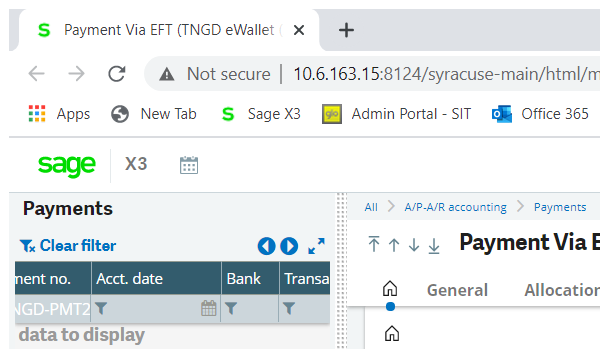 Payment Via EFT (TNGD eWallet (
Not secure | 10.6.163.15:8124/syracuse-main/html/m
Apps New Tab Sage X3 glo Admin Portal - SIT Office 365
sage X3
Payments
All A/P-A/R accounting Payments
Clear filter
Payment Via E
ment no. Acct. date Bank Transa
General Allocation
NGD-PMT2
data to display